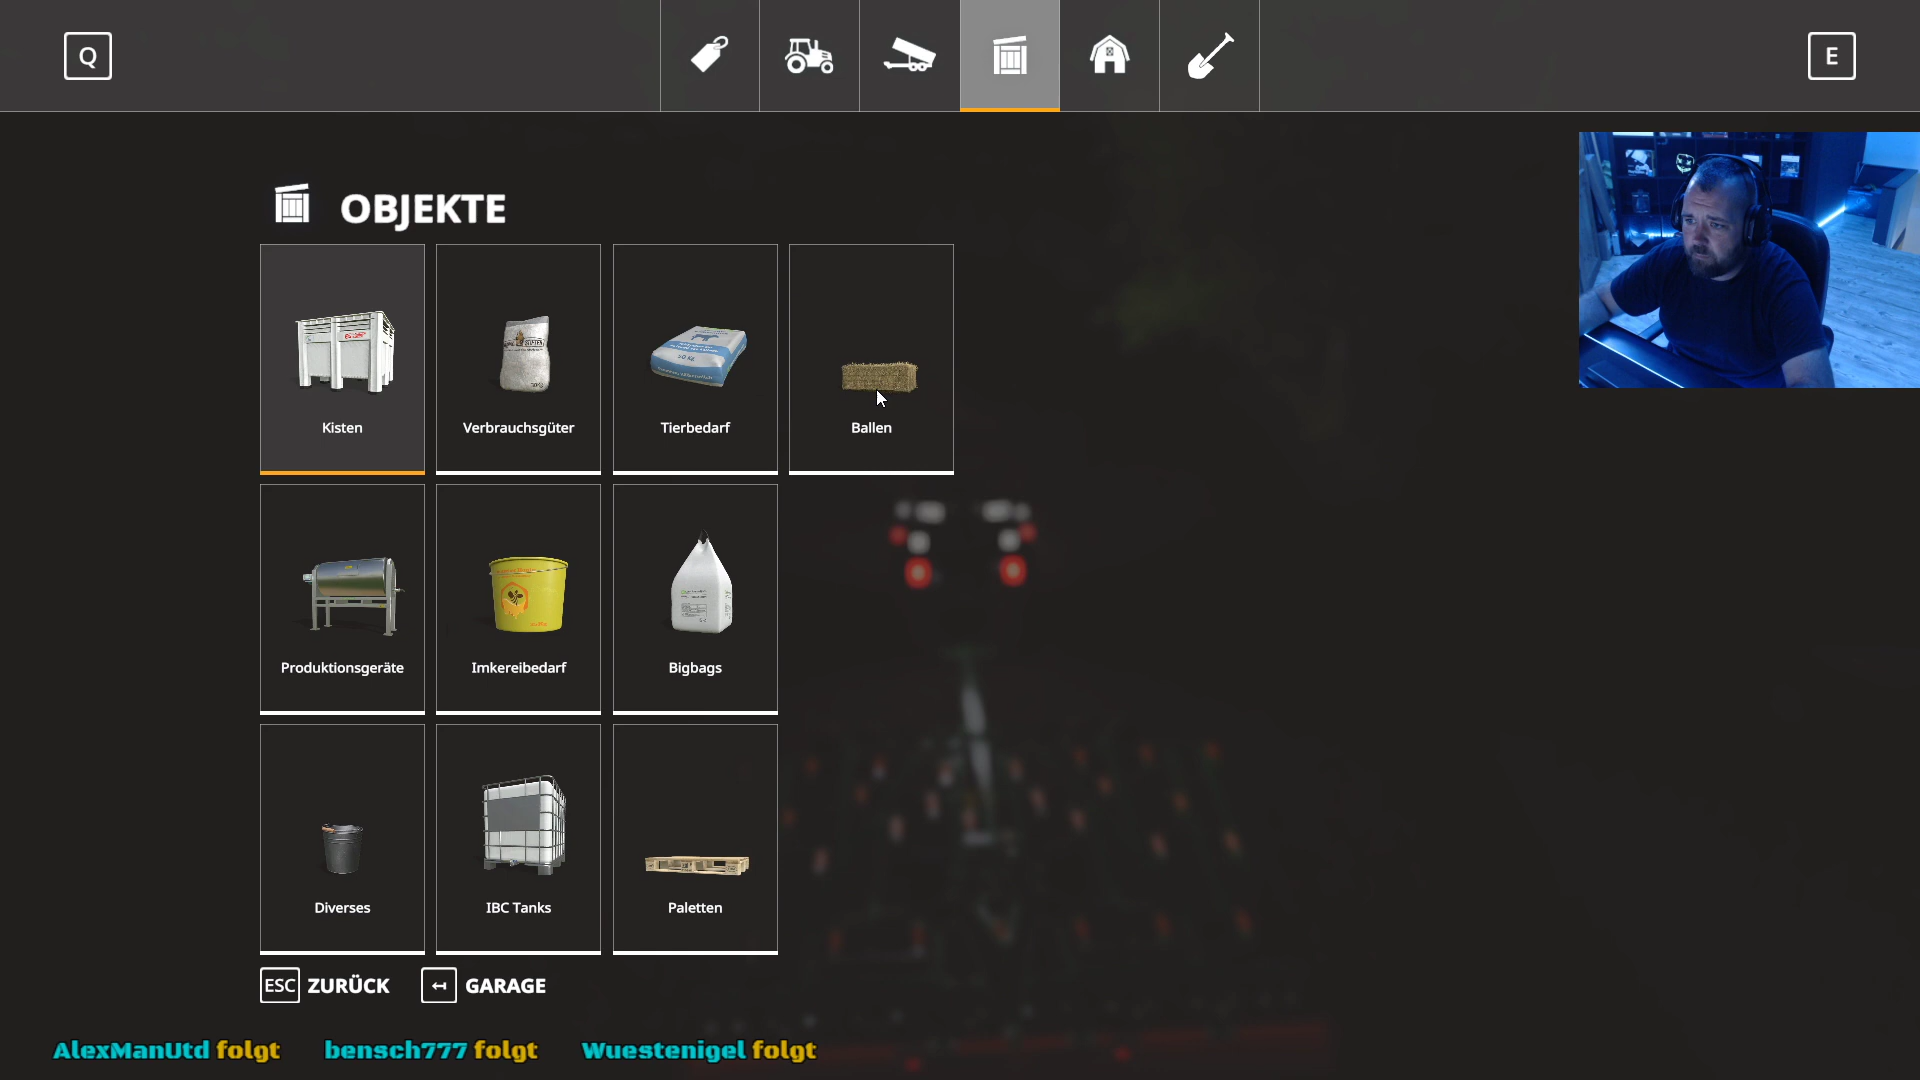 Q
E
OBJEKTE
Kisten
Verbrauchsgüter
Tierbedarf
Ballen
Produktionsgeräte
Imkereibedarf
Bigbags
Diverses
IBC Tanks
Paletten
ESC ZURÜCK
GARAGE
AlexManUtd folgt bensch777 folgt Wuestenigel folgt